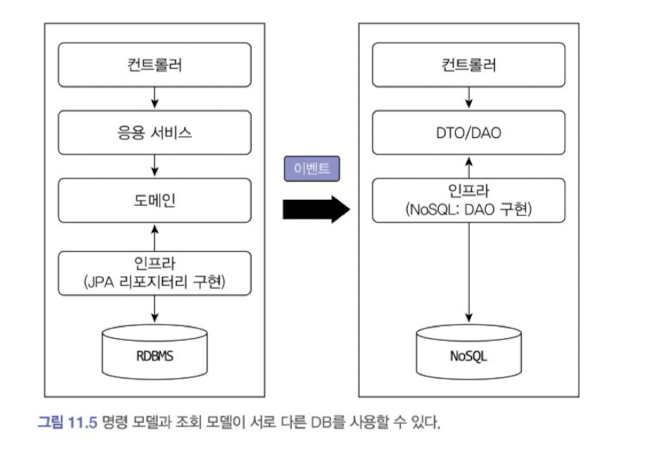 컨트롤러
응용 서비스
도메인
인프라
(JPA 리포지터리 구현)
RDBMS
이벤트
컨트롤러
DTO/DAO
인프라
(NoSQL: DAO 구현)
NoSQL
그림 11.5 명령 모델과 조회 모델이 서로 다른 DB를 사용할 수 있다.